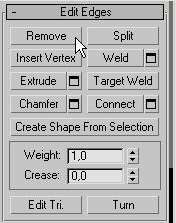 - Edit Edges
Remove Split
Insert Vertex Weld
Extrude Target Weld
Chamfer Connect
Create Shape From Selection
Weight: 1,0
Crease: 0,0
Edit Tri. Turn